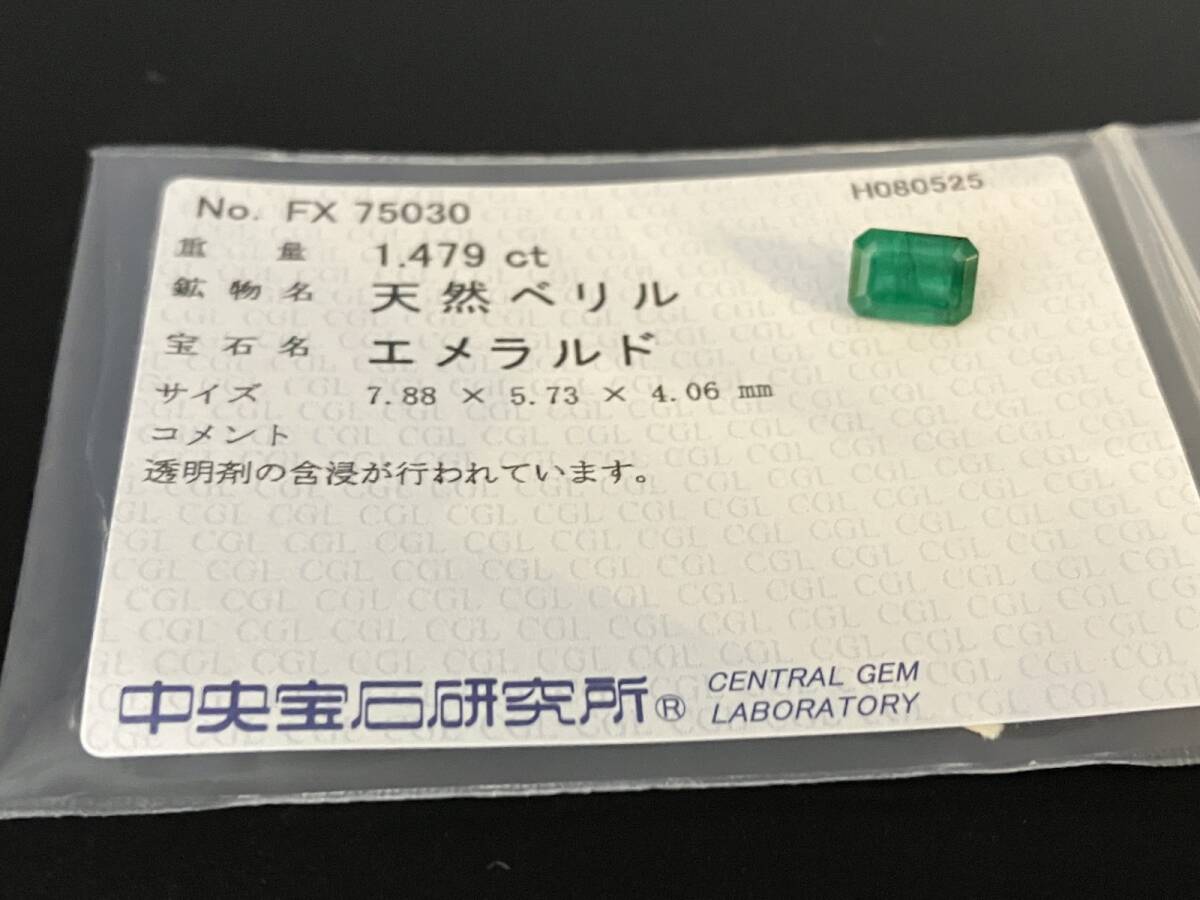 No. FX 75030
H080525
重量 1.479 ct
鉱物名 天然ベリル
宝石名 エメラルド
サイズ 7.88 × 5.73 × 4.06 mm
コメント
透明剤の含浸が行われています。
中央宝石研究所® CENTRAL GEM
LABORATORY